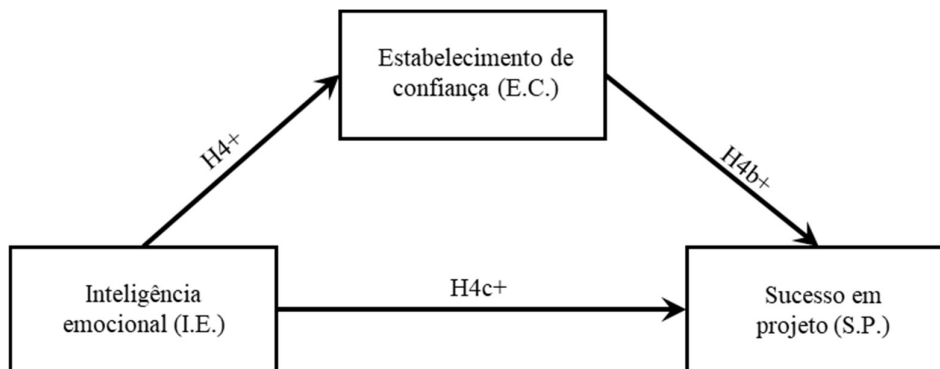 Estabelecimento de
confiança (E.C.)
H4+
H4b+
Inteligência
emocional (I.E.)
H4c+
Sucesso em
projeto (S.P.)